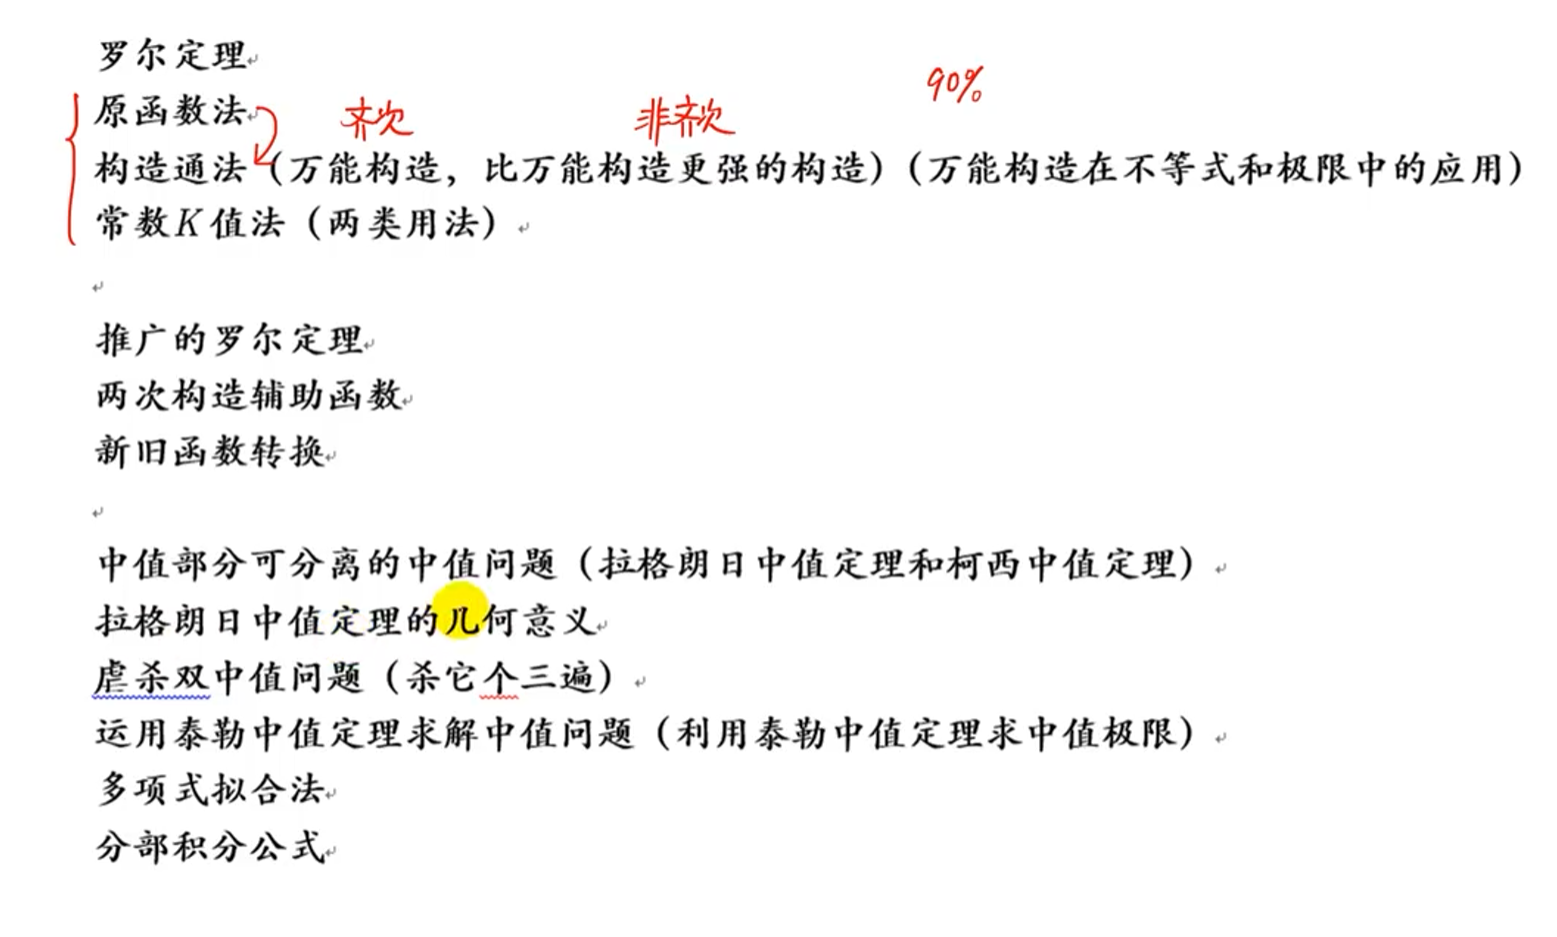 罗尔定理
90%
原函数法
齐次 非齐次
构造通法（万能构造，比万能构造更强的构造）（万能构造在不等式和极限中的应用）
常数K值法（两类用法）
推广的罗尔定理
两次构造辅助函数
新旧函数转换
中值部分可分离的中值问题（拉格朗日中值定理和柯西中值定理）
拉格朗日中值定理的几何意义
虐杀双中值问题（杀它个三遍）
运用泰勒中值定理求解中值问题（利用泰勒中值定理求中值极限）
多项式拟合法
分部积分公式